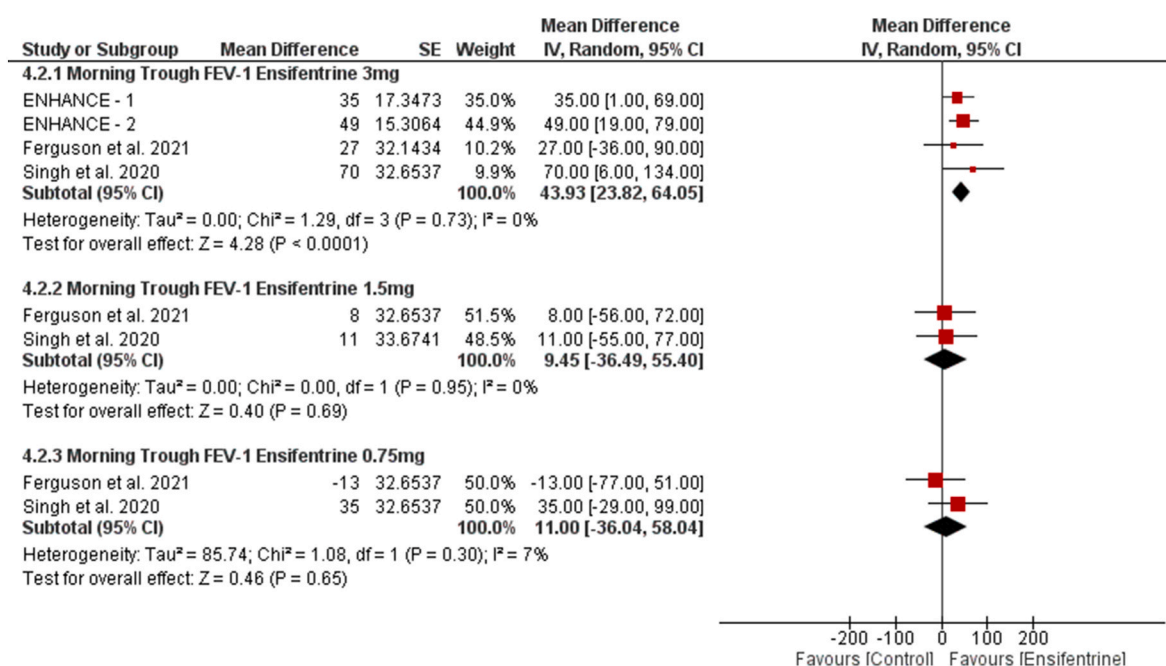 Mean Difference Mean Difference
Study or Subgroup Mean Difference SE Weight IV, Random, 95% CI IV, Random, 95% CI
4.2.1 Morning Trough FEV-1 Ensifentrine 3mg
ENHANCE - 1 35 17.3473 35.0% 35.00 [1.00, 69.00]
ENHANCE - 2 49 15.3064 44.9% 49.00 [19.00, 79.00]
Ferguson et al. 2021 27 32.1434 10.2% 27.00 [-36.00, 90.00]
Singh et al. 2020 70 32.6537 9.9% 70.00 [6.00, 134.00]
Subtotal (95% CI) 100.0% 43.93 [23.82, 64.05]
Heterogeneity: Tau² = 0.00; Chi² = 1.29, df = 3 (P = 0.73); I² = 0%
Test for overall effect: Z = 4.28 (P < 0.0001)
4.2.2 Morning Trough FEV-1 Ensifentrine 1.5mg
Ferguson et al. 2021 8 32.6537 51.5% 8.00 [-56.00, 72.00]
Singh et al. 2020 11 33.6741 48.5% 11.00 [-55.00, 77.00]
Subtotal (95% CI) 100.0% 9.45 [-36.49, 55.40]
Heterogeneity: Tau² = 0.00; Chi² = 0.00, df = 1 (P = 0.95); I² = 0%
Test for overall effect: Z = 0.40 (P = 0.69)
4.2.3 Morning Trough FEV-1 Ensifentrine 0.75mg
Ferguson et al. 2021 -13 32.6537 50.0% -13.00 [-77.00, 51.00]
Singh et al. 2020 35 32.6537 50.0% 35.00 [-29.00, 99.00]
Subtotal (95% CI) 100.0% 11.00 [-36.04, 58.04]
Heterogeneity: Tau² = 85.74; Chi² = 1.08, df = 1 (P = 0.30); I² = 7%
Test for overall effect: Z = 0.46 (P = 0.65)
-200 -100 0 100 200
Favours [Control] Favours [Ensifentrine]